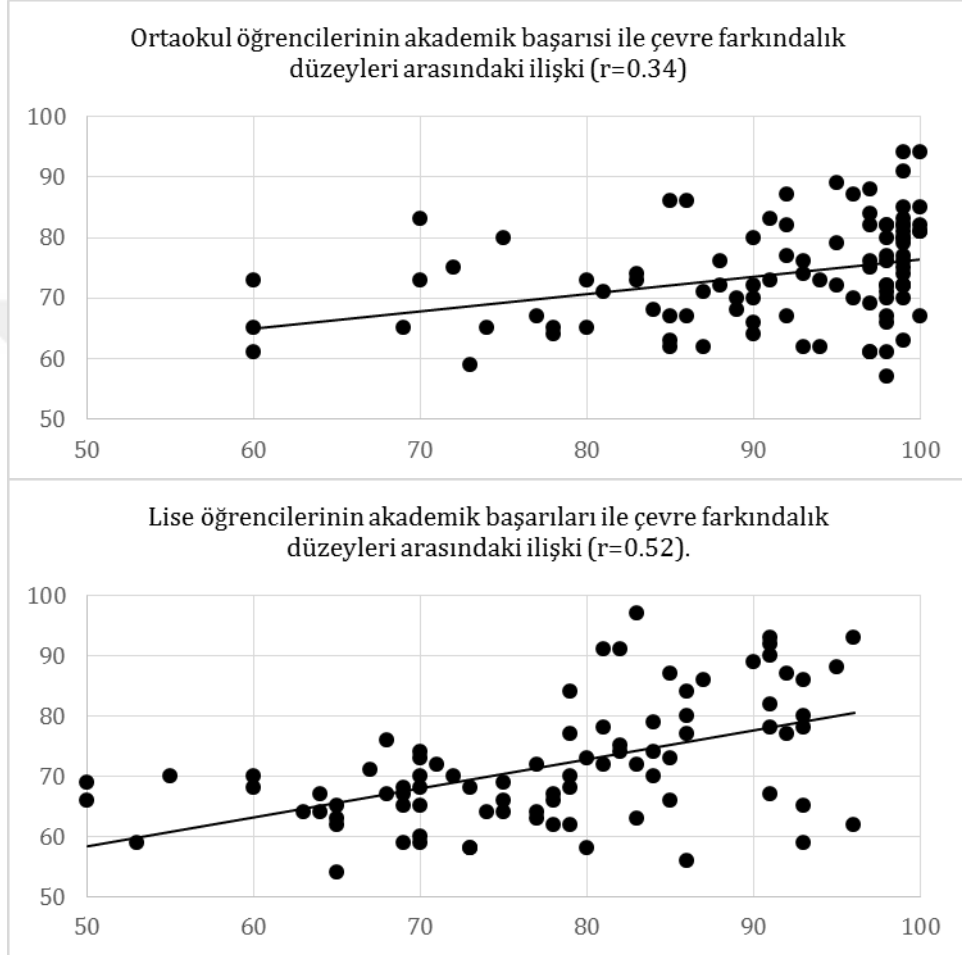 Ortaokul öğrencilerinin akademik başarısi ile çevre farkındalık
düzeyleri arasındaki ilişki (r=0.34)
100
90
80
70
60
50
50 60 70 80 90 100
Lise öğrencilerinin akademik başarıları ile çevre farkındalık
düzeyleri arasındaki ilişki (r=0.52).
100
90
80
70
60
50
50 60 70 80 90 100